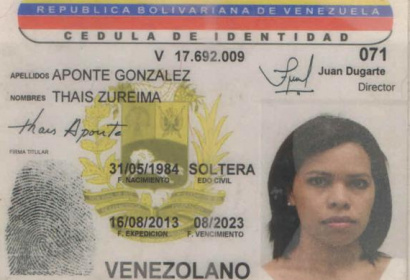 REPUBLICA BOLIVARIANA DE VENEZUELA
CEDULA DE IDENTIDAD
V 17.692.009 071
APELLIDOS APONTE GONZALEZ Juan Dugarte
Director
NOMBRES THAIS ZUREIMA
Thais Aponte
FIRMA TITULAR
31/05/1984 SOLTERA
F. NACIMIENTO EDO CIVIL
16/08/2013 08/2023
F. EXPEDICION F. VENCIMIENTO
VENEZOLANO